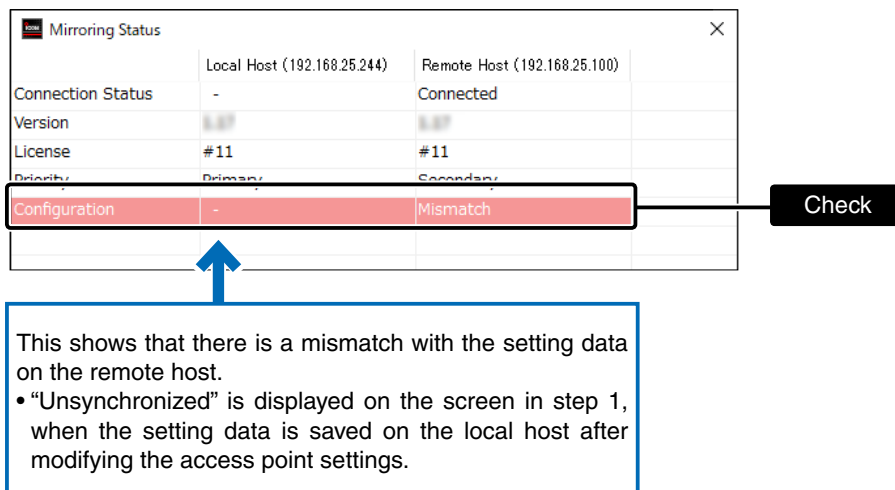 Mirroring Status
Local Host (192.168.25.244) Remote Host (192.168.25.100)
Connection Status - Connected
Version
License #11 #11
Priority Primary Secondary
Configuration - Mismatch
Check
This shows that there is a mismatch with the setting data
on the remote host.
• “Unsynchronized” is displayed on the screen in step 1,
when the setting data is saved on the local host after
modifying the access point settings.